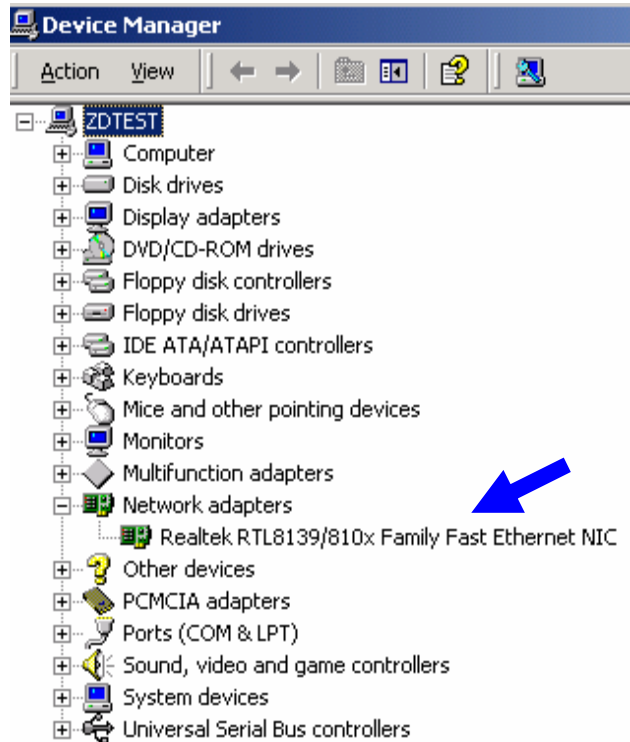 Device Manager
Action View
ZDTEST
Computer
Disk drives
Display adapters
DVD/CD-ROM drives
Floppy disk controllers
Floppy disk drives
IDE ATA/ATAPI controllers
Keyboards
Mice and other pointing devices
Monitors
Multifunction adapters
Network adapters
Realtek RTL8139/810x Family Fast Ethernet NIC
Other devices
PCMCIA adapters
Ports (COM & LPT)
Sound, video and game controllers
System devices
Universal Serial Bus controllers